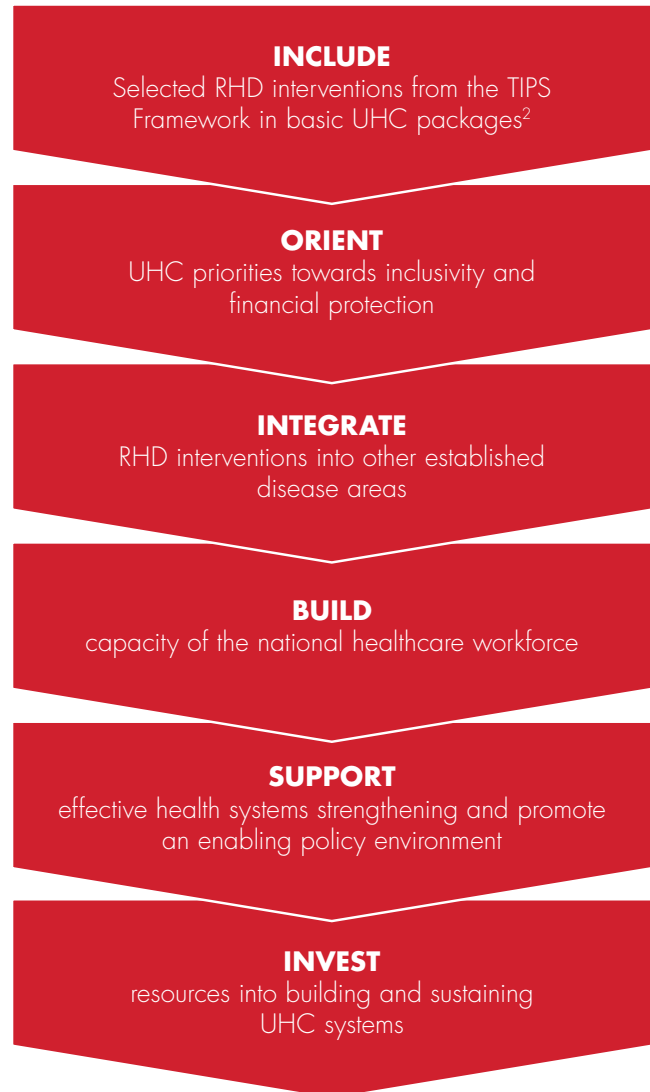 INCLUDE
Selected RHD interventions from the TIPS
Framework in basic UHC packages²
ORIENT
UHC priorities towards inclusivity and
financial protection
INTEGRATE
RHD interventions into other established
disease areas
BUILD
capacity of the national healthcare workforce
SUPPORT
effective health systems strengthening and promote
an enabling policy environment
INVEST
resources into building and sustaining
UHC systems